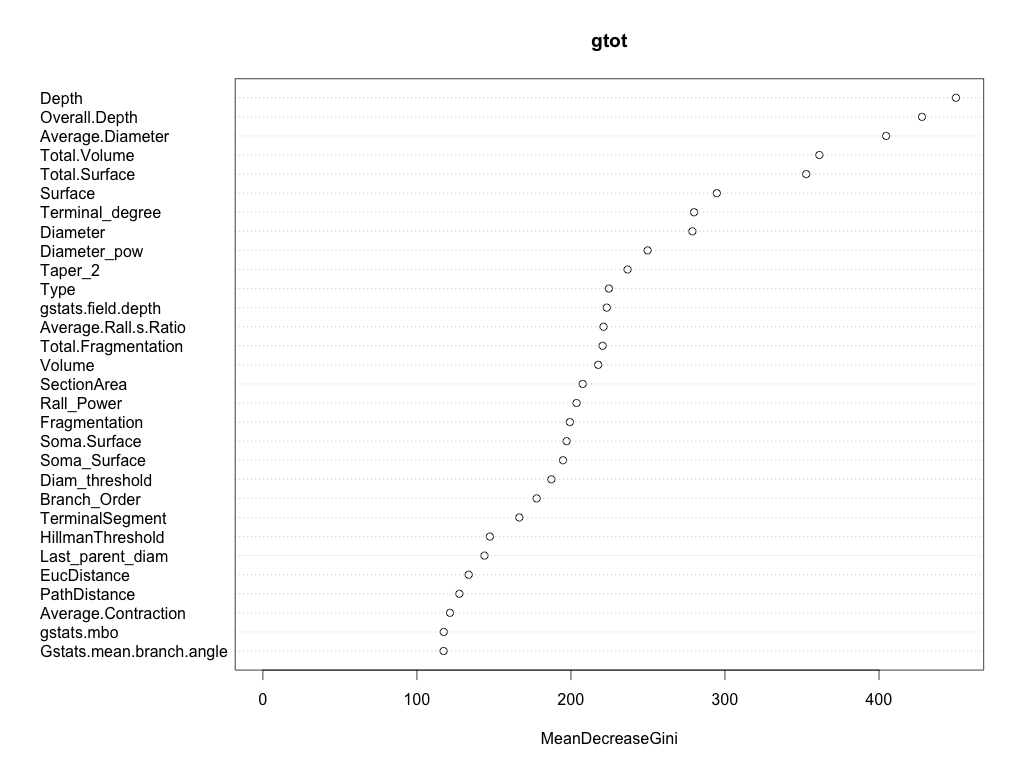 gtot
Depth
Overall.Depth
Average.Diameter
Total.Volume
Total.Surface
Surface
Terminal_degree
Diameter
Diameter_pow
Taper_2
Type
gstats.field.depth
Average.Rall.s.Ratio
Total.Fragmentation
Volume
SectionArea
Rall_Power
Fragmentation
Soma.Surface
Soma_Surface
Diam_threshold
Branch_Order
TerminalSegment
HillmanThreshold
Last_parent_diam
EucDistance
PathDistance
Average.Contraction
gstats.mbo
Gstats.mean.branch.angle
0 100 200 300 400
MeanDecreaseGini